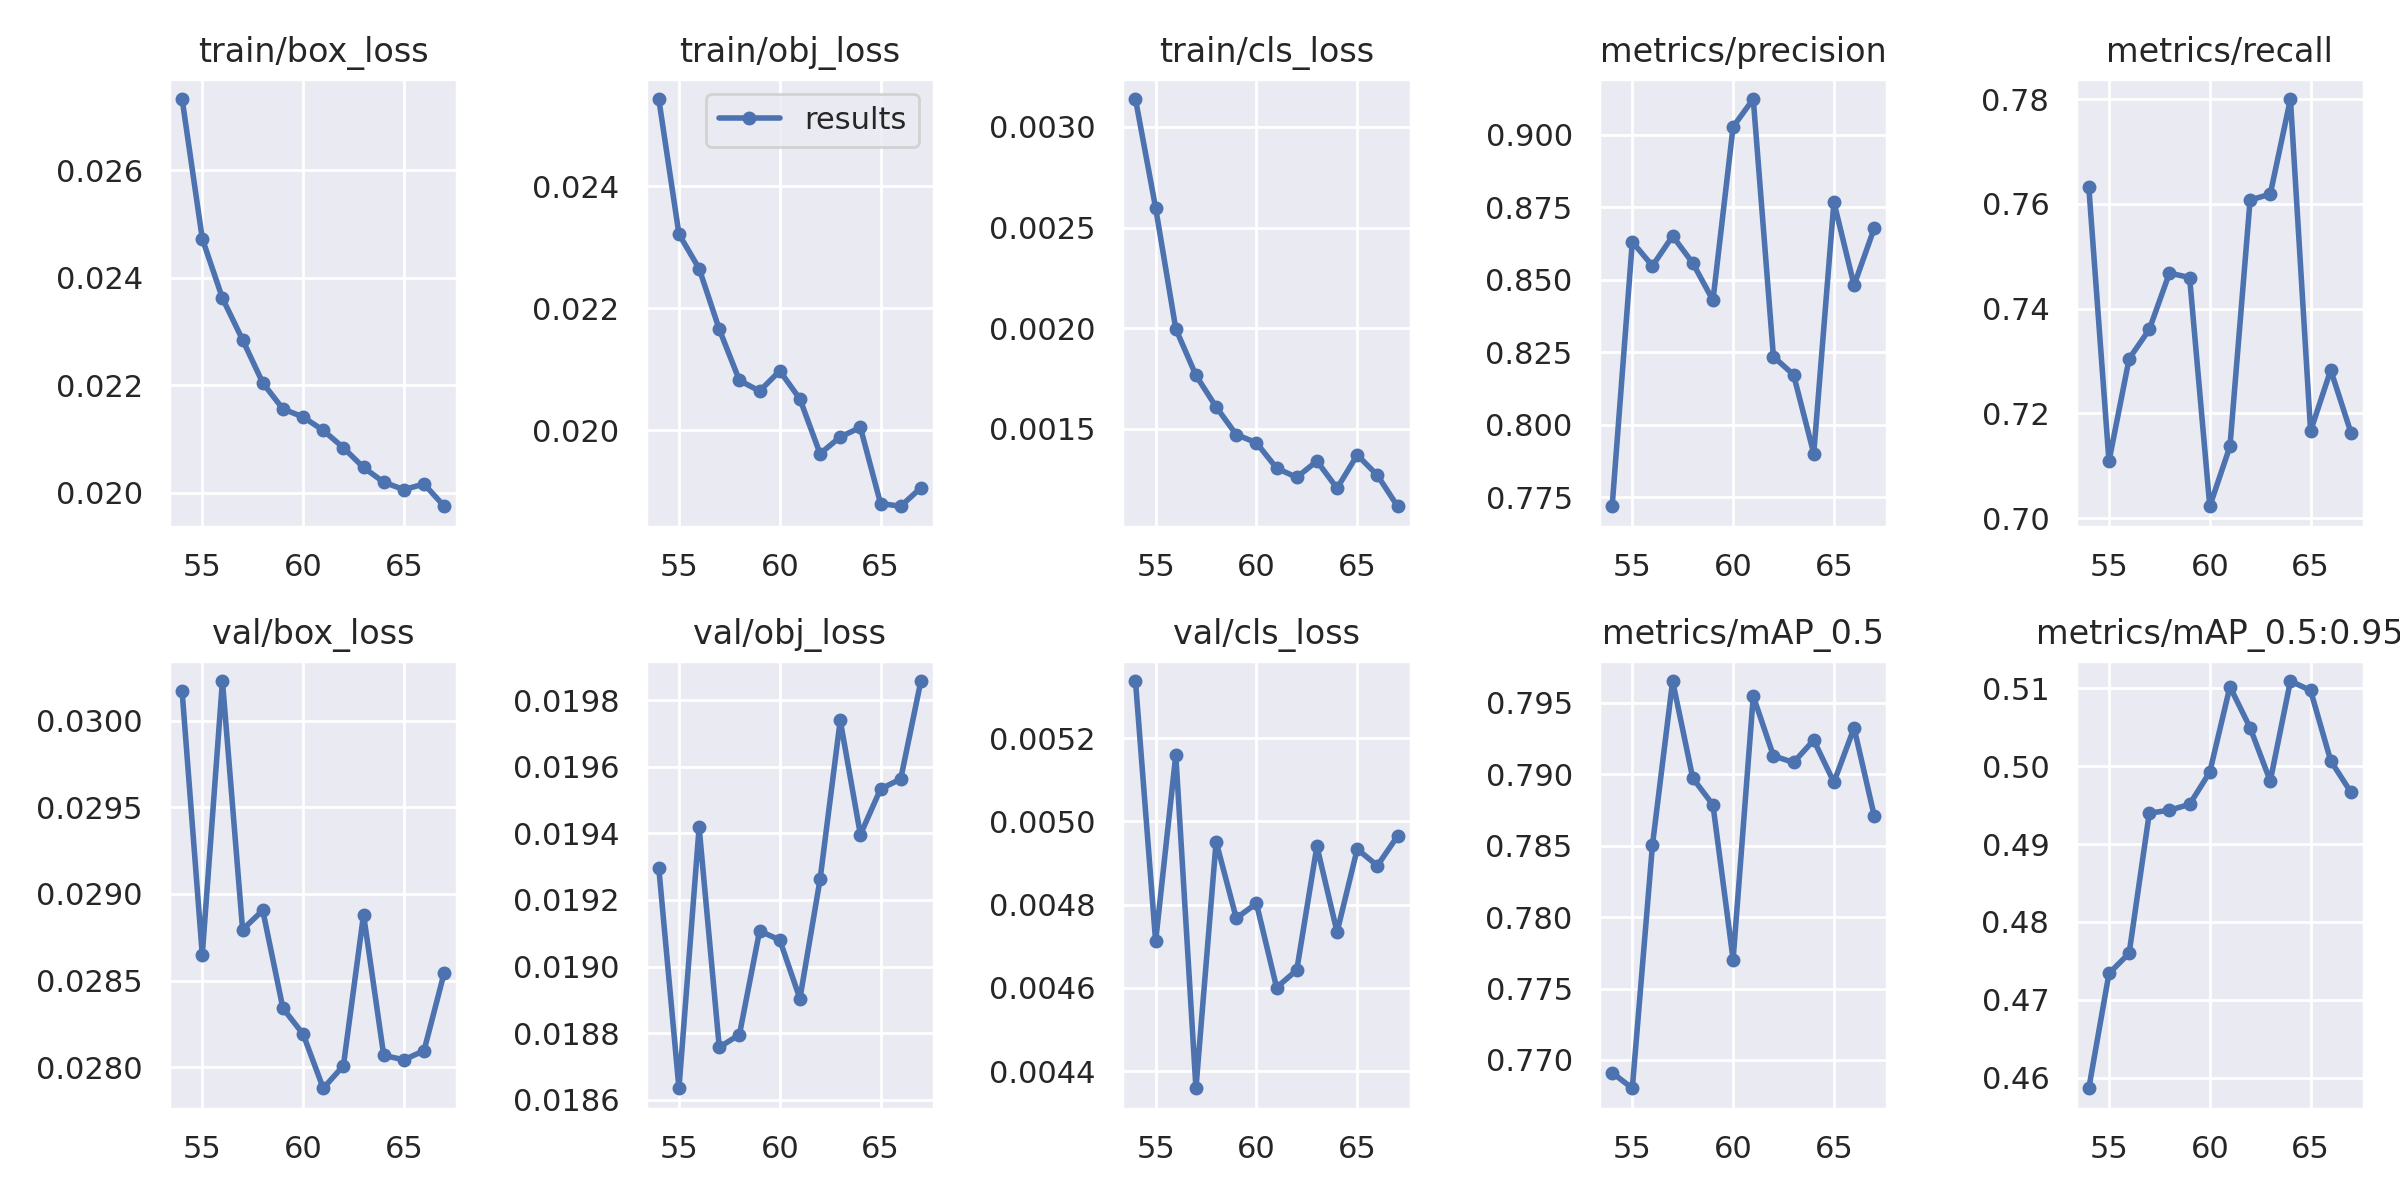 train/box_loss
0.026
0.024
0.022
0.020
55 60 65
train/obj_loss
results
0.024
0.022
0.020
55 60 65
train/cls_loss
0.0030
0.0025
0.0020
0.0015
55 60 65
metrics/precision
0.900
0.875
0.850
0.825
0.800
0.775
55 60 65
metrics/recall
0.78
0.76
0.74
0.72
0.70
55 60 65
val/box_loss
0.0300
0.0295
0.0290
0.0285
0.0280
55 60 65
val/obj_loss
0.0198
0.0196
0.0194
0.0192
0.0190
0.0188
0.0186
55 60 65
val/cls_loss
0.0052
0.0050
0.0048
0.0046
0.0044
55 60 65
metrics/mAP_0.5
0.795
0.790
0.785
0.780
0.775
0.770
55 60 65
metrics/mAP_0.5:0.95
0.51
0.50
0.49
0.48
0.47
0.46
55 60 65